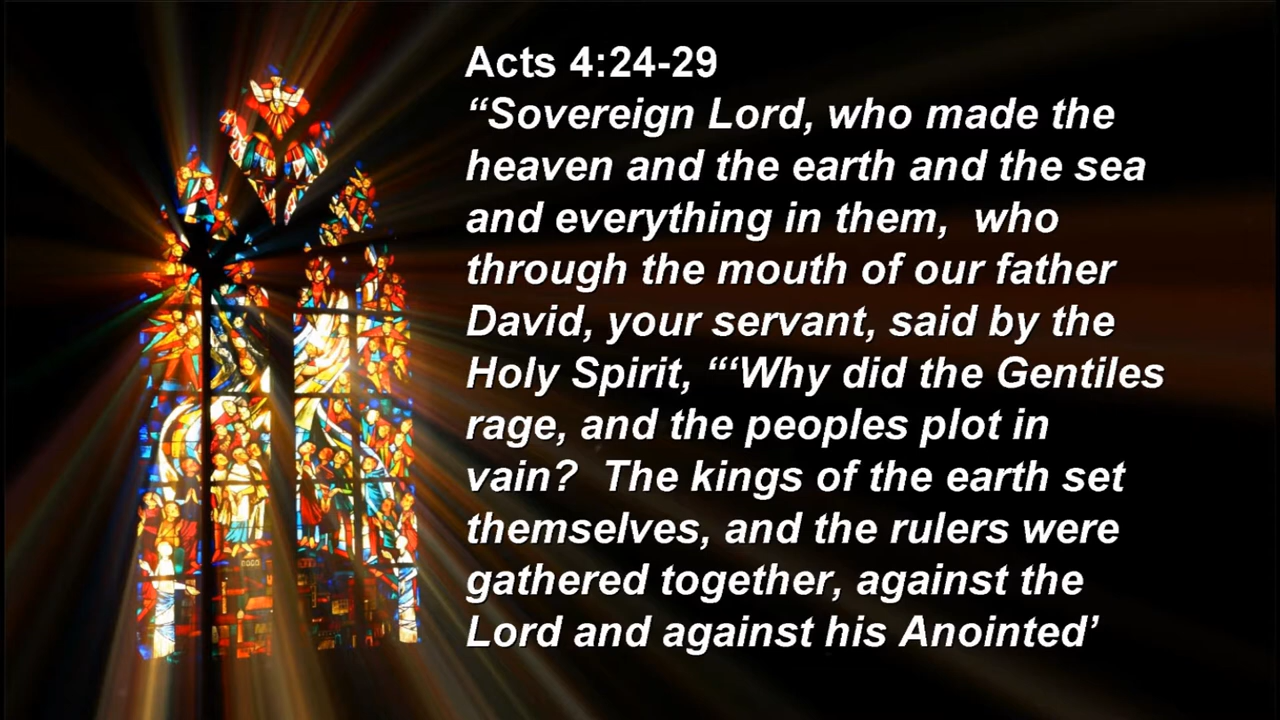 Acts 4:24-29
“Sovereign Lord, who made the
heaven and the earth and the sea
and everything in them,  who
through the mouth of our father
David, your servant, said by the
Holy Spirit, “‘Why did the Gentiles
rage, and the peoples plot in
vain?  The kings of the earth set
themselves, and the rulers were
gathered together, against the
Lord and against his Anointed’